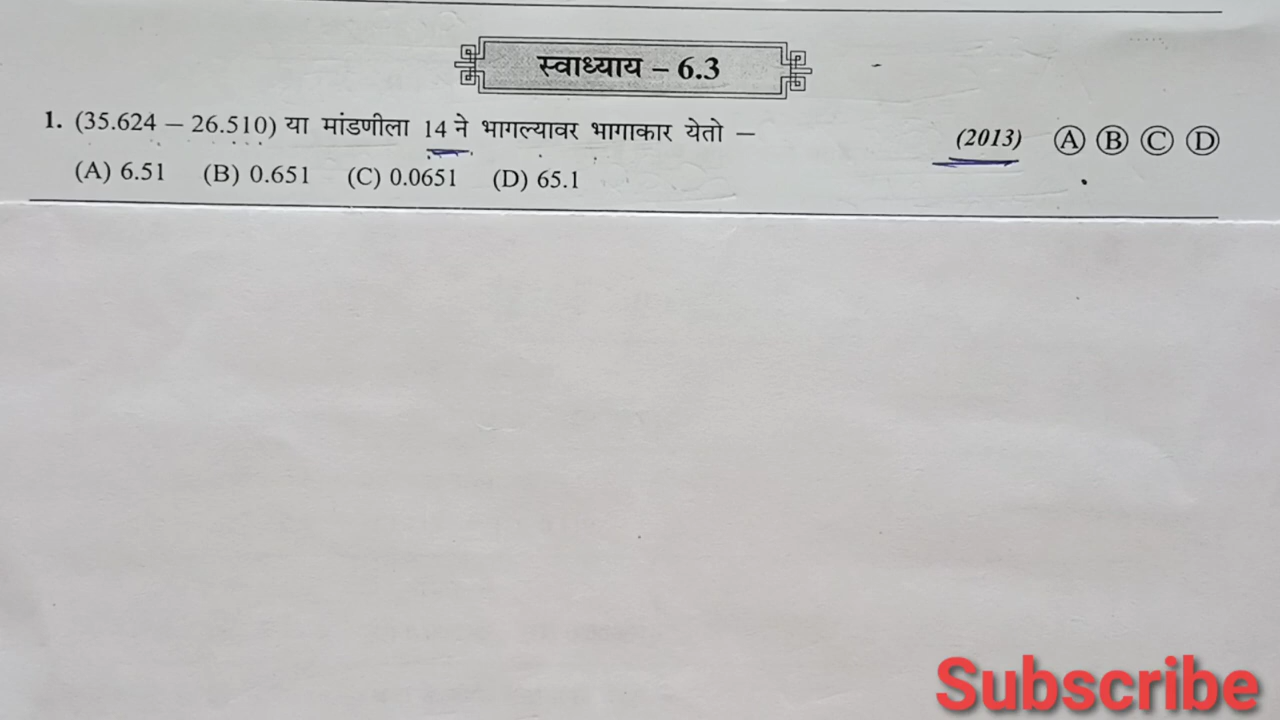 स्वाध्याय – 6.3
1. (35.624 – 26.510) या मांडणीला 14 ने भागल्यावर भागाकार येतो – (2013) Ⓐ Ⓑ Ⓒ Ⓓ
(A) 6.51 (B) 0.651 (C) 0.0651 (D) 65.1
Subscribe